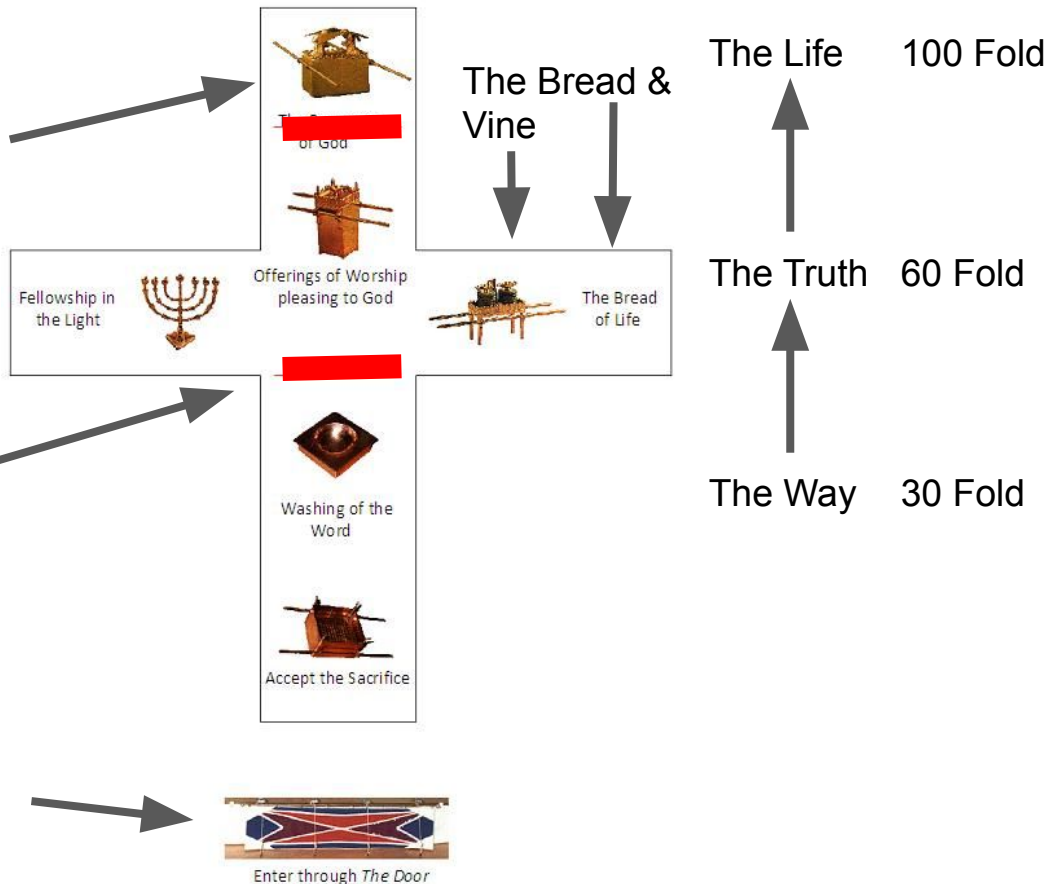 The Life 100 Fold
The Bread &
Vine
of God
Offerings of Worship
pleasing to God
The Truth 60 Fold
Fellowship in
the Light
The Bread
of Life
The Way 30 Fold
Washing of the
Word
Accept the Sacrifice
Enter through The Door